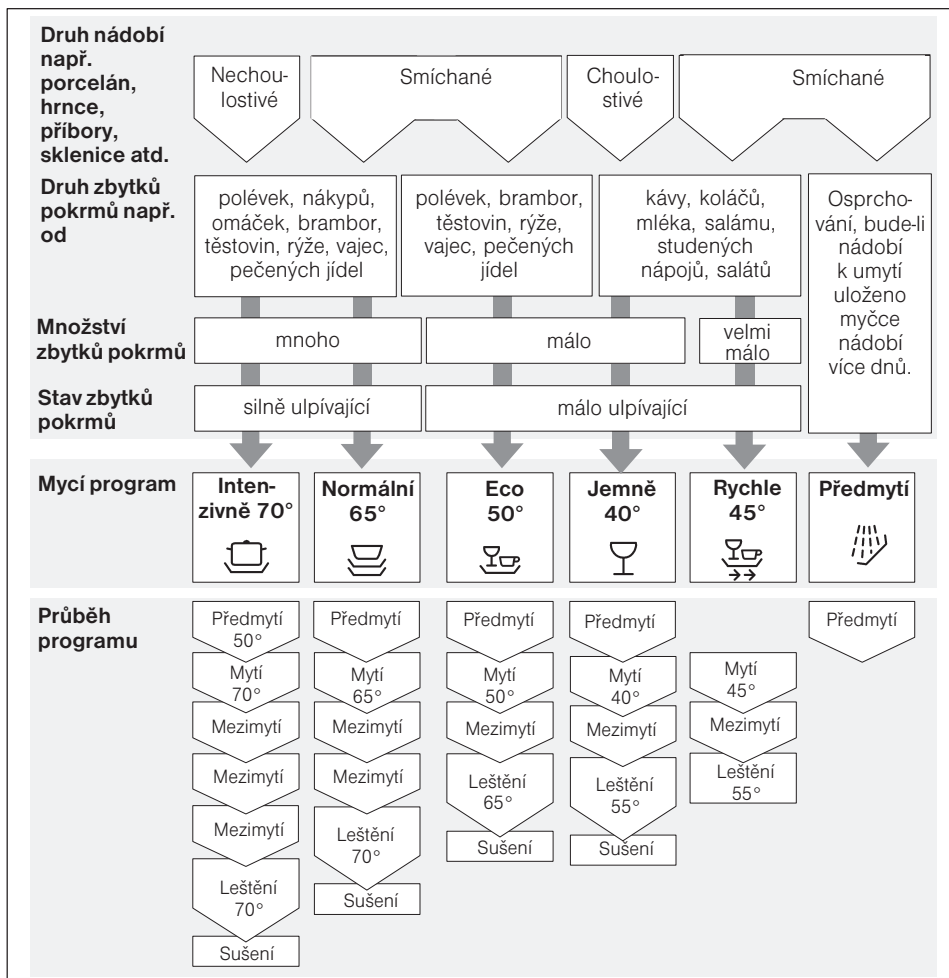 Druh nádobí
např.
porcelán,
hrnce,
příbory,
sklenice atd.
Nechou-
lostivé
Smíchané
Choulo-
stivé
Smíchané
Druh zbytků
pokrmů např.
od
polévek, nákypů,
omáček, brambor,
těstovin, rýže, vajec,
pečených jídel
polévek, brambor,
těstovin, rýže,
vajec, pečených
jídel
kávy, koláčů,
mléka, salámu,
studených
nápojů, salátů
Osprcho-
vání, bude-li
nádobí
k umytí
uloženo
myčce
nádobí
více dnů.
Množství
zbytků pokrmů
mnoho
málo
velmi
málo
Stav zbytků
pokrmů
silně ulpívající
málo ulpívající
Mycí program
Inten-
zivně 70°
Normální
65°
Eco
50°
Jemně
40°
Rychle
45°
Předmytí
Průběh
programu
Předmytí
50°
Mytí
70°
Mezimytí
Mezimytí
Mezimytí
Leštění
70°
Sušení
Předmytí
Mytí
65°
Mezimytí
Mezimytí
Leštění
70°
Sušení
Předmytí
Mytí
50°
Mezimytí
Leštění
65°
Sušení
Předmytí
Mytí
40°
Mezimytí
Leštění
55°
Sušení
Mytí
45°
Mezimytí
Leštění
55°
Předmytí